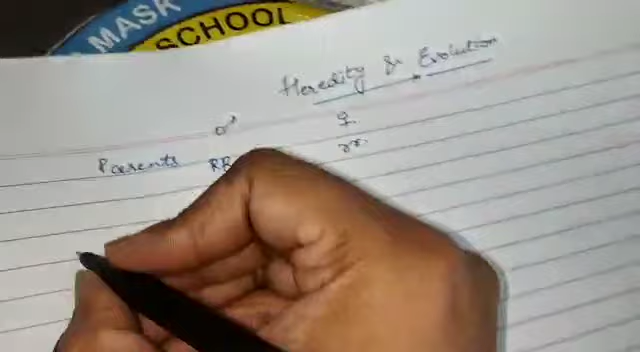 MASK
SCHOOL
Heredity & Evolution
♂ ♀
Parents RR rr